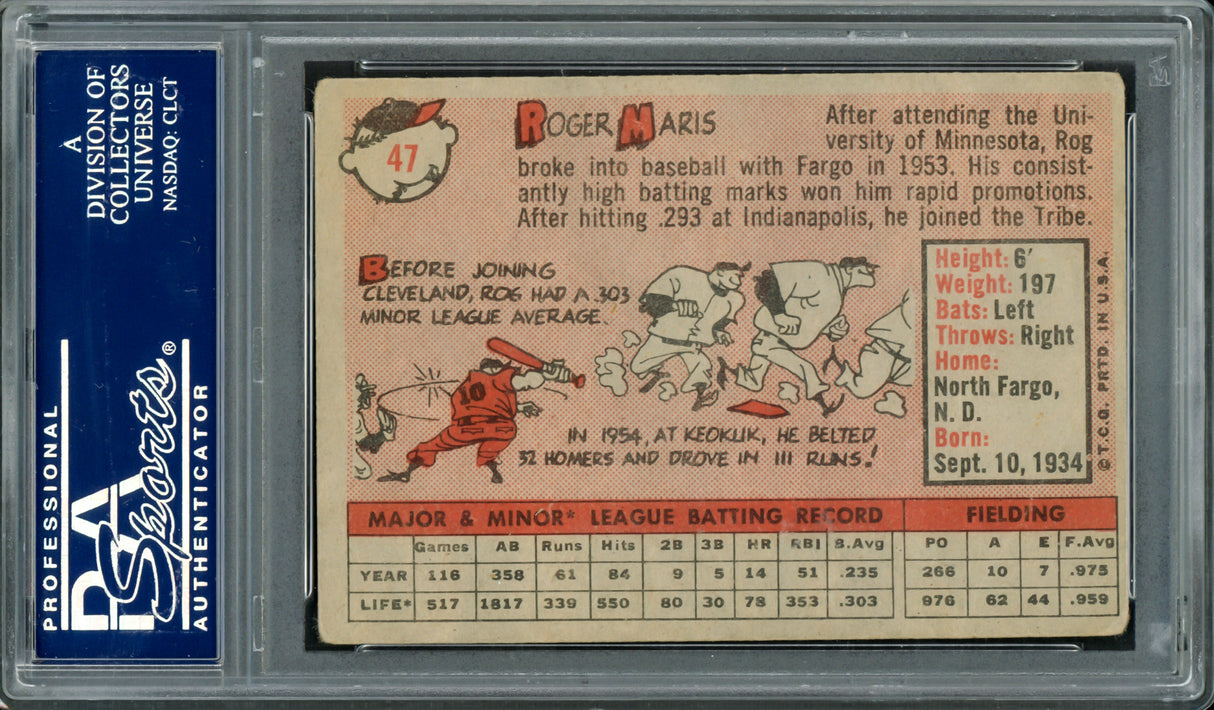 A
DIVISION OF
COLLECTORS
UNIVERSE
NASDAQ: CLCT
PROFESSIONAL
PSA
Sports®
AUTHENTICATOR
47
ROGER MARIS
After attending the Uni-
versity of Minnesota, Rog
broke into baseball with Fargo in 1953. His consist-
antly high batting marks won him rapid promotions.
After hitting .293 at Indianapolis, he joined the Tribe.
BEFORE JOINING
CLEVELAND, ROG HAD A .303
MINOR LEAGUE AVERAGE.
10
IN 1954, AT KEOKUK, HE BELTED
32 HOMERS AND DROVE IN 111 RUNS!
Height: 6'
Weight: 197
Bats: Left
Throws: Right
Home:
North Fargo,
N. D.
Born:
Sept. 10, 1934
© T.C.G. PRTD. IN U.S.A.
MAJOR & MINOR* LEAGUE BATTING RECORD FIELDING
Games AB Runs Hits 2B 3B HR RBI B.Avg PO A E F.Avg
YEAR 116 358 61 84 9 5 14 51 .235 266 10 7 .975
LIFE* 517 1817 339 550 80 30 78 353 .303 976 62 44 .959